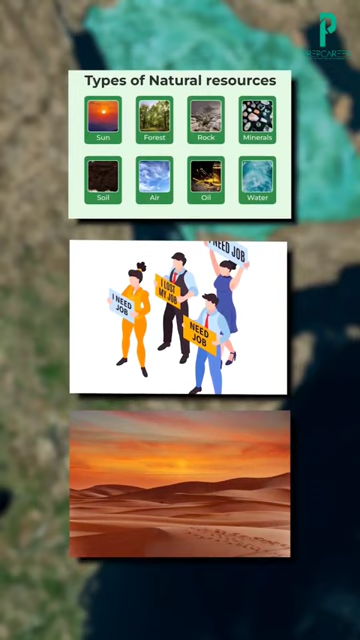 PREPCAREER
Types of Natural resources
Sun
Forest
Rock
Minerals
Soil
Air
Oil
Water
I NEED JOB
I LOST
MY JOB
I NEED
JOB
NEED
JOB